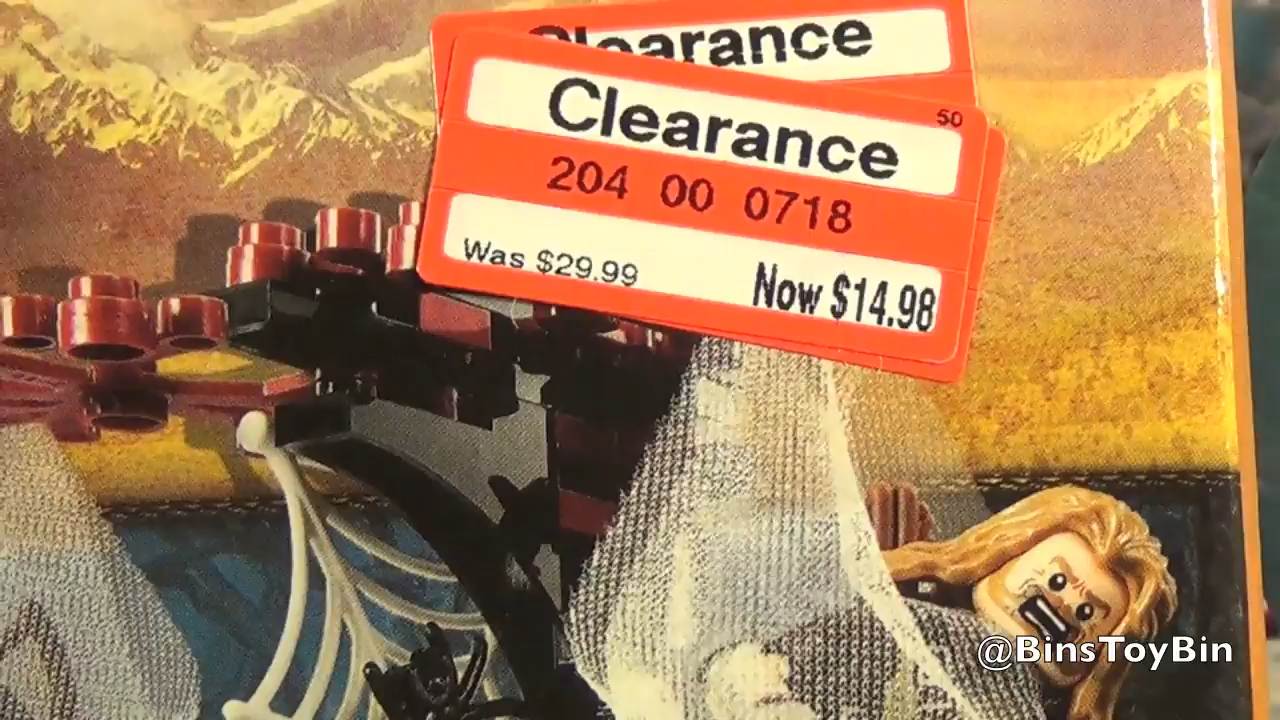 Clearance
Clearance 50
204 00 0718
Was $29.99 Now $14.98
@BinsToyBin